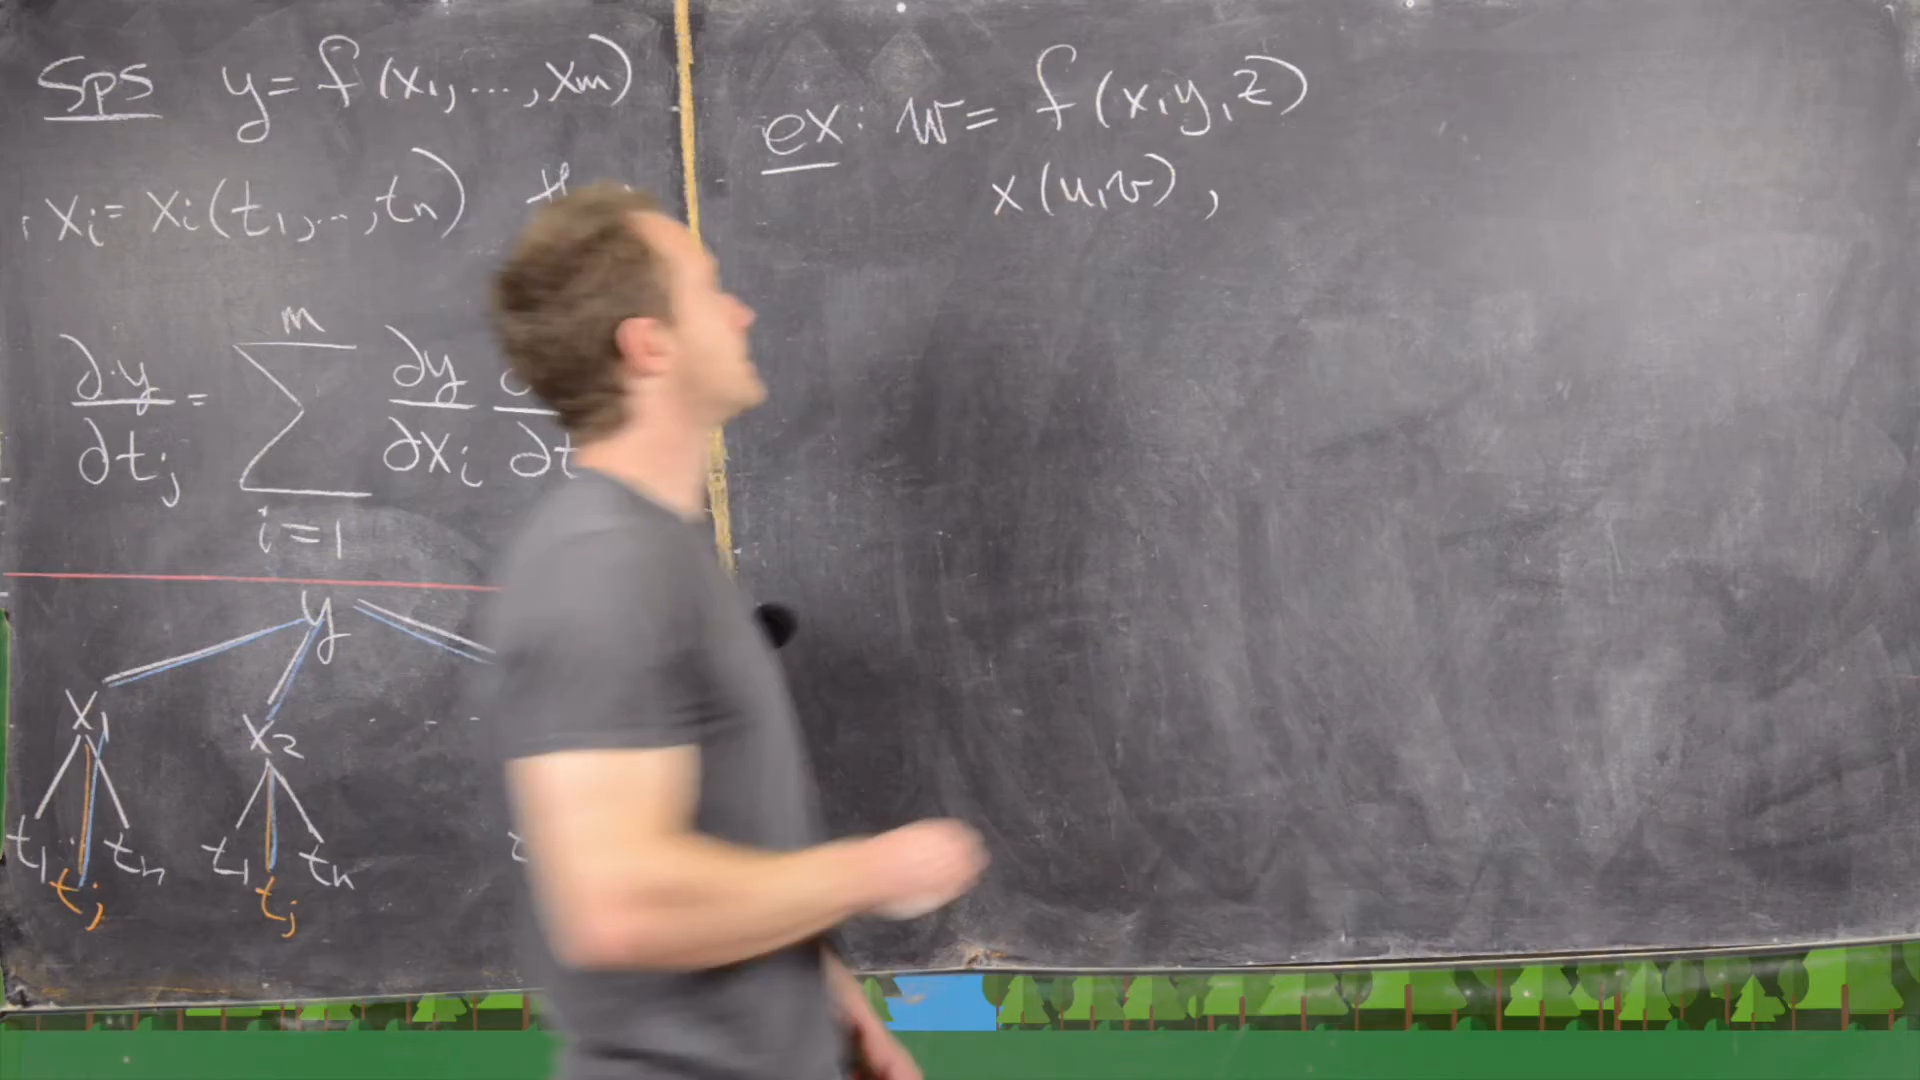 Sps y = f(x₁, ..., xₘ)
xᵢ = xᵢ(t₁, ..., tₙ)
∂y/∂tⱼ = Σ_{i=1}^{m} ∂y/∂xᵢ
y
x₁ x₂ - - -
t₁ tₙ t₁ tₙ
tⱼ tⱼ
ex: w = f(x,y,z)
x(u,v),